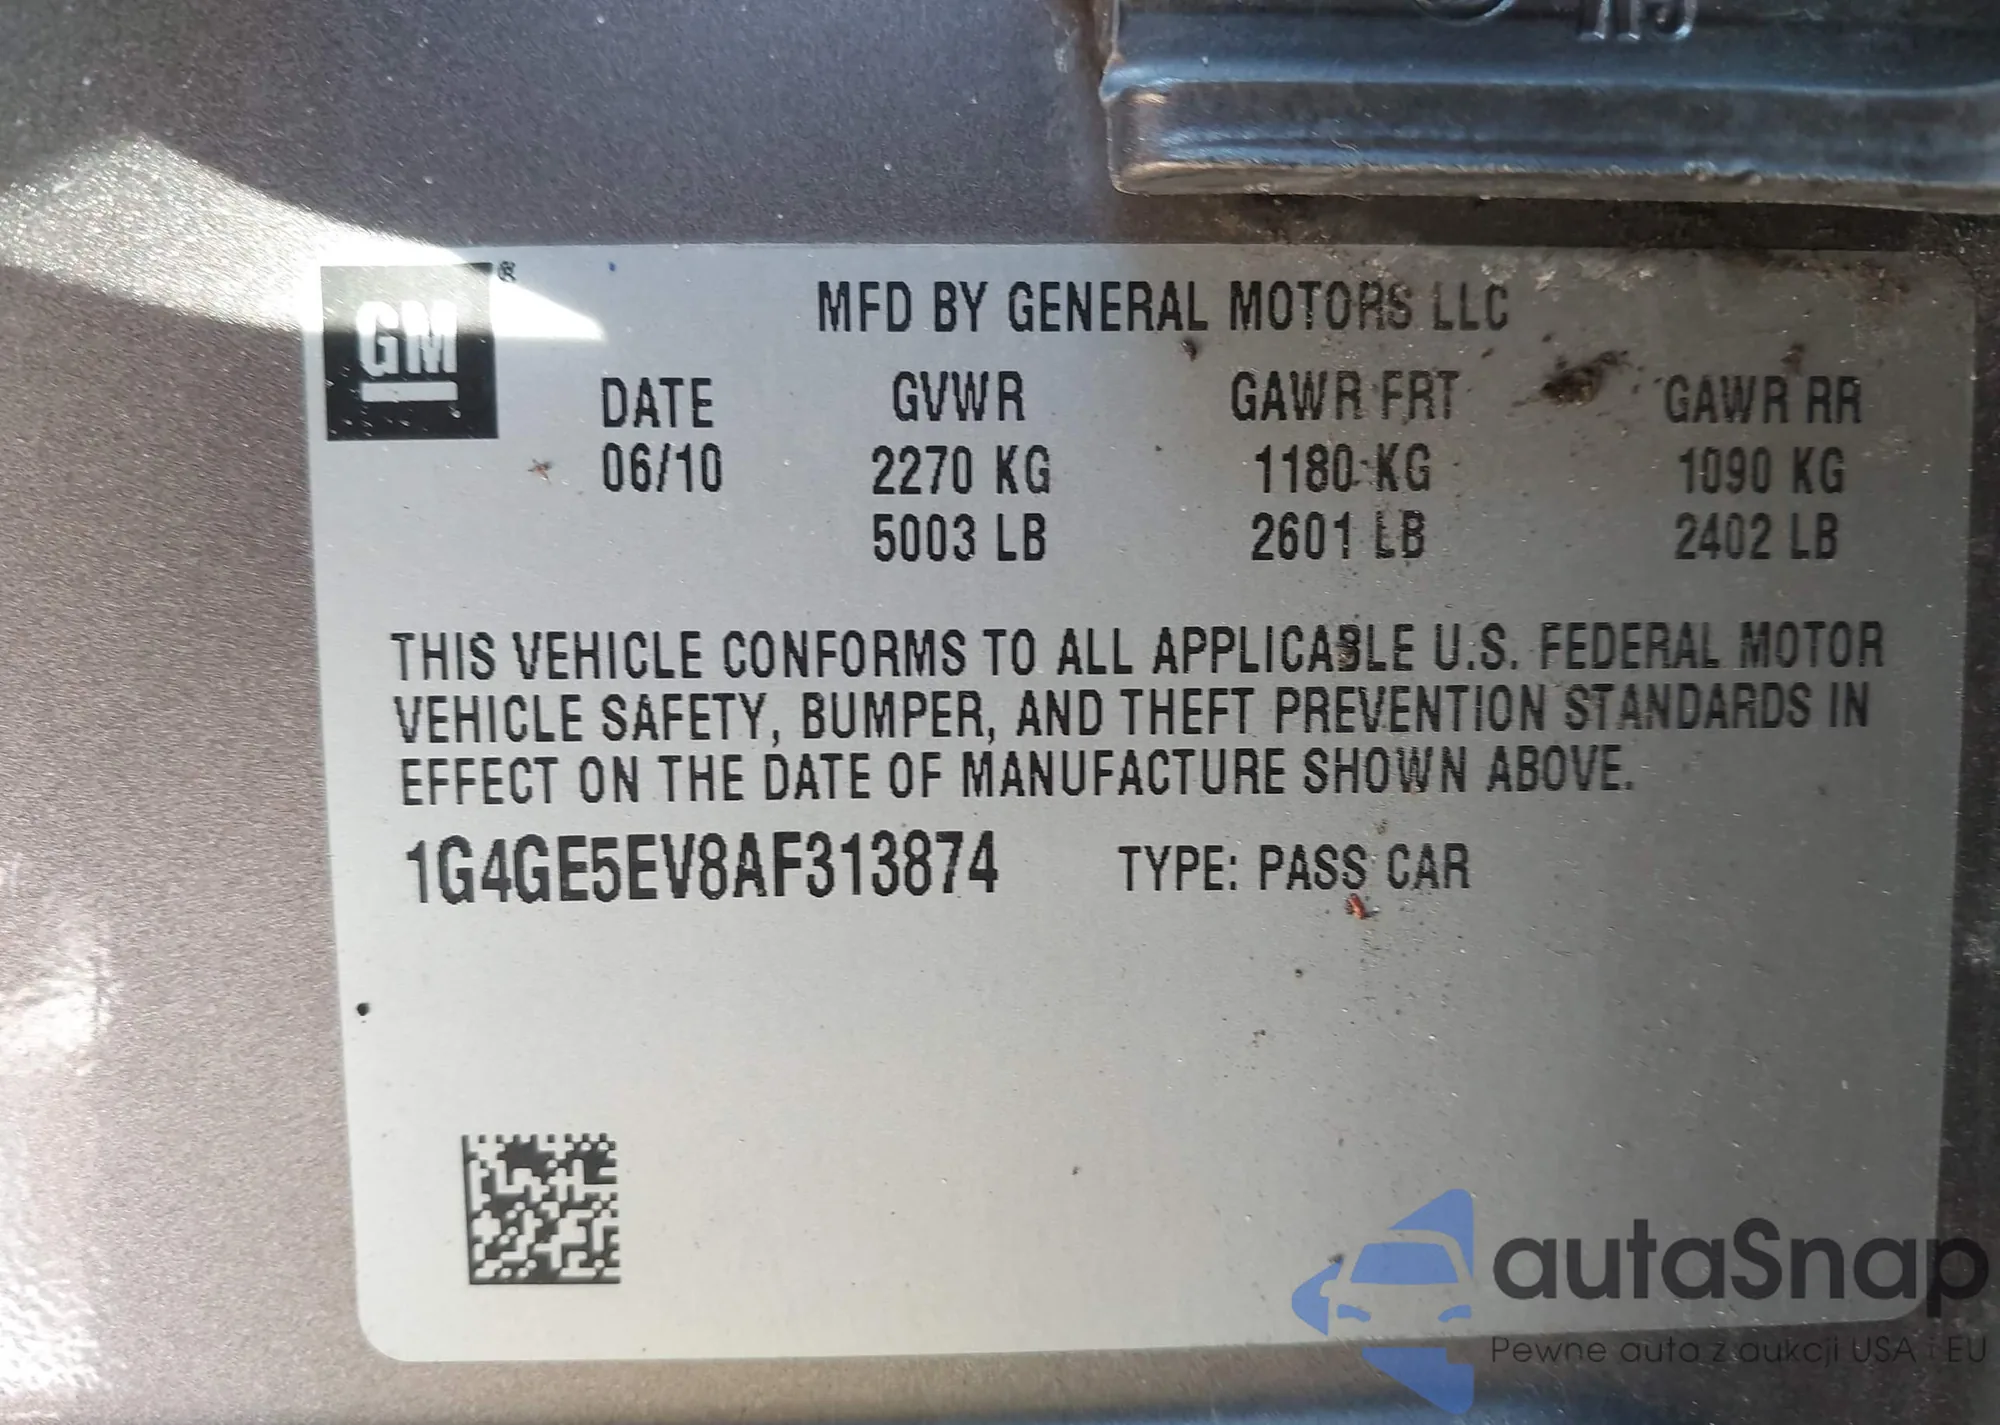 GM®
MFD BY GENERAL MOTORS LLC
DATE GVWR GAWR FRT GAWR RR
06/10 2270 KG 1180 KG 1090 KG
5003 LB 2601 LB 2402 LB
THIS VEHICLE CONFORMS TO ALL APPLICABLE U.S. FEDERAL MOTOR
VEHICLE SAFETY, BUMPER, AND THEFT PREVENTION STANDARDS IN
EFFECT ON THE DATE OF MANUFACTURE SHOWN ABOVE.
1G4GE5EV8AF313874 TYPE: PASS CAR
autaSnap
Pewne auta z aukcji USA i EU